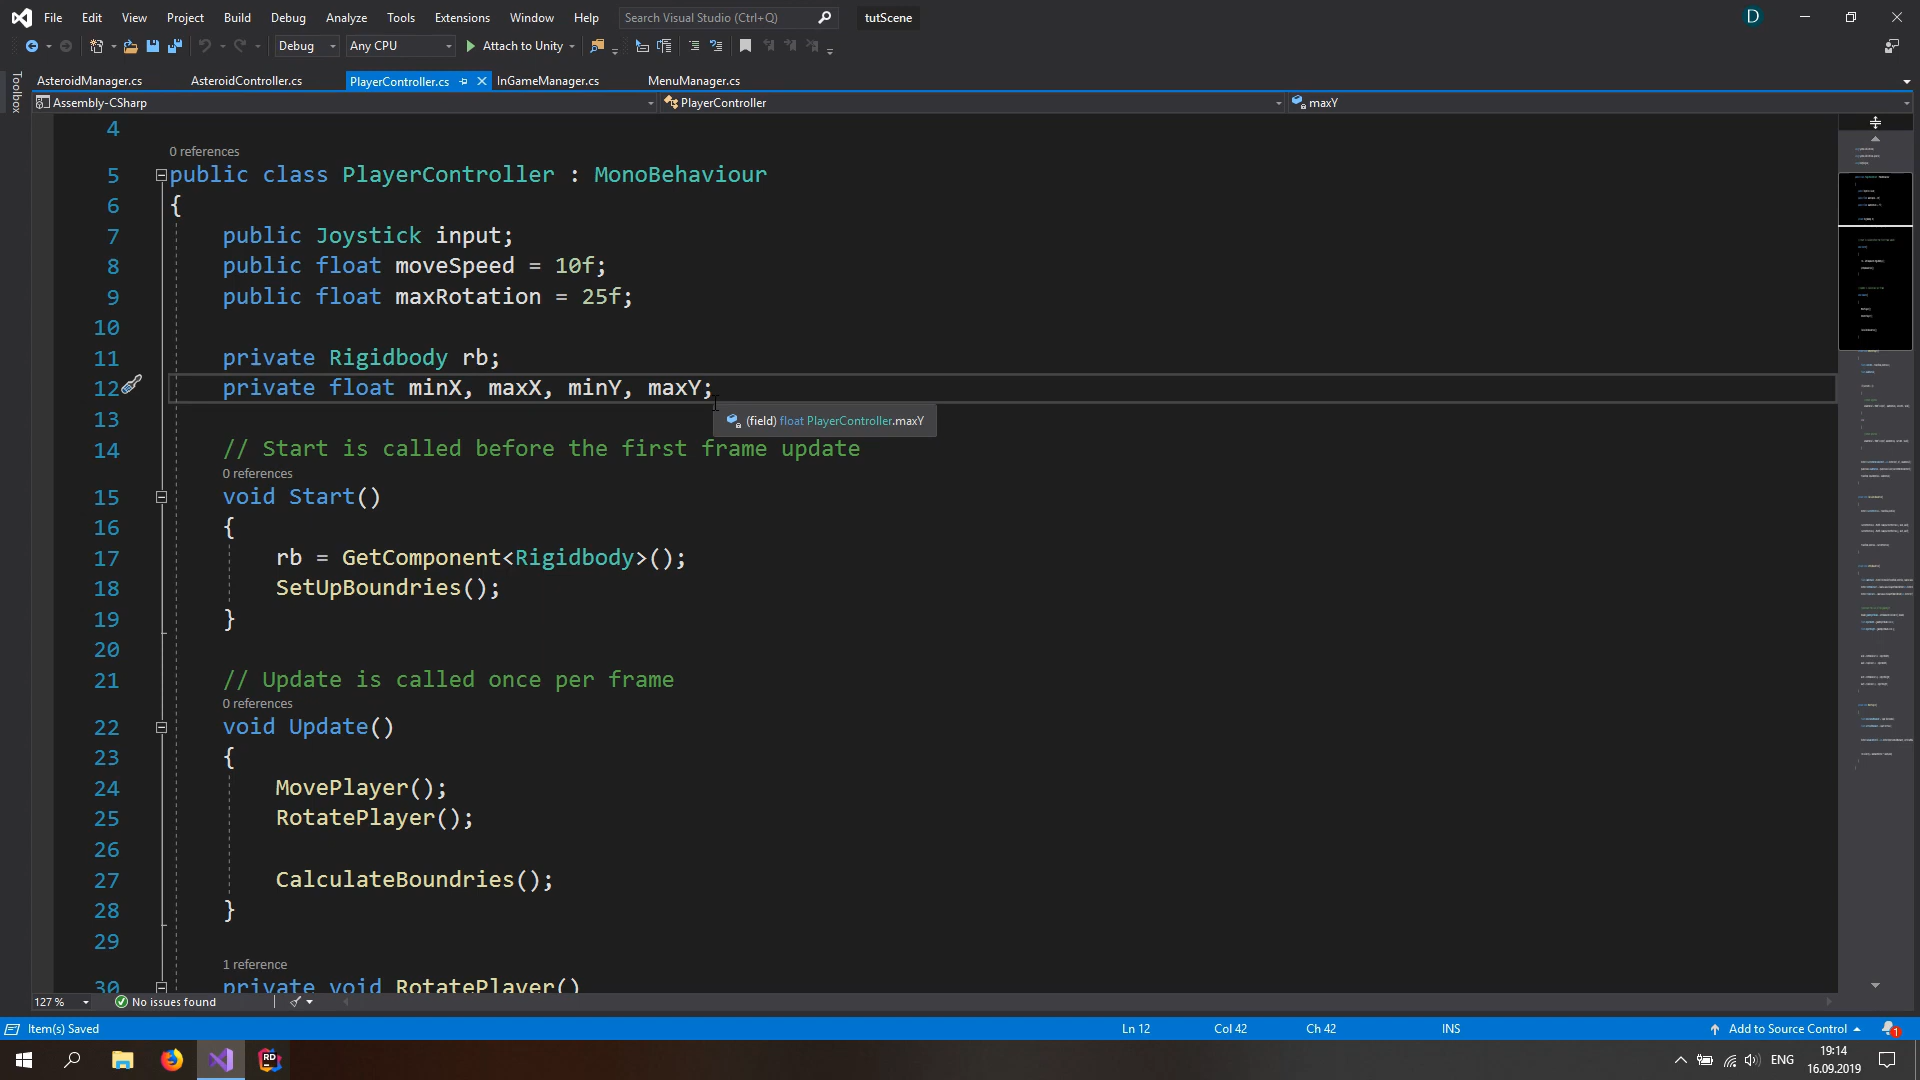 File Edit View Project Build Debug Analyze Tools Extensions Window Help Search Visual Studio (Ctrl+Q) tutScene D
Debug Any CPU Attach to Unity
Toolbox
AsteroidManager.cs AsteroidController.cs PlayerController.cs InGameManager.cs MenuManager.cs
Assembly-CSharp PlayerController maxY
4
0 references
5 public class PlayerController : MonoBehaviour
6 {
7 public Joystick input;
8 public float moveSpeed = 10f;
9 public float maxRotation = 25f;
10
11 private Rigidbody rb;
12 private float minX, maxX, minY, maxY;
(field) float PlayerController.maxY
13
14 // Start is called before the first frame update
0 references
15 void Start()
16 {
17 rb = GetComponent<Rigidbody>();
18 SetUpBoundries();
19 }
20
21 // Update is called once per frame
0 references
22 void Update()
23 {
24 MovePlayer();
25 RotatePlayer();
26
27 CalculateBoundries();
28 }
29
1 reference
30 private void RotatePlayer()
127 % No issues found
Item(s) Saved Ln 12 Col 42 Ch 42 INS Add to Source Control 1
RD ENG 19:14
16.09.2019